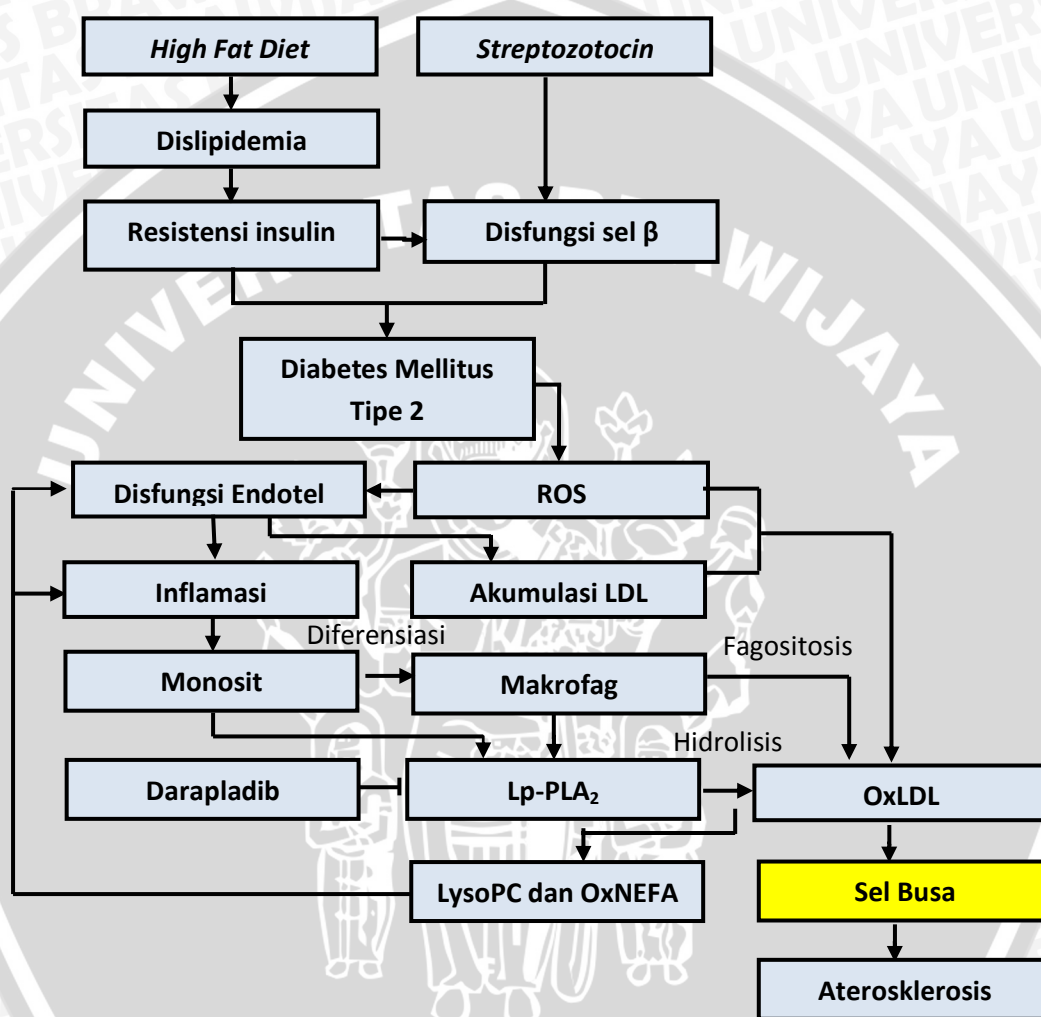 High Fat Diet
Streptozotocin
Dislipidemia
Resistensi insulin
Disfungsi sel β
Diabetes Mellitus
Tipe 2
Disfungsi Endotel
ROS
Inflamasi
Akumulasi LDL
Diferensiasi
Fagositosis
Monosit
Makrofag
Hidrolisis
Darapladib
Lp-PLA₂
OxLDL
LysoPC dan OxNEFA
Sel Busa
Aterosklerosis